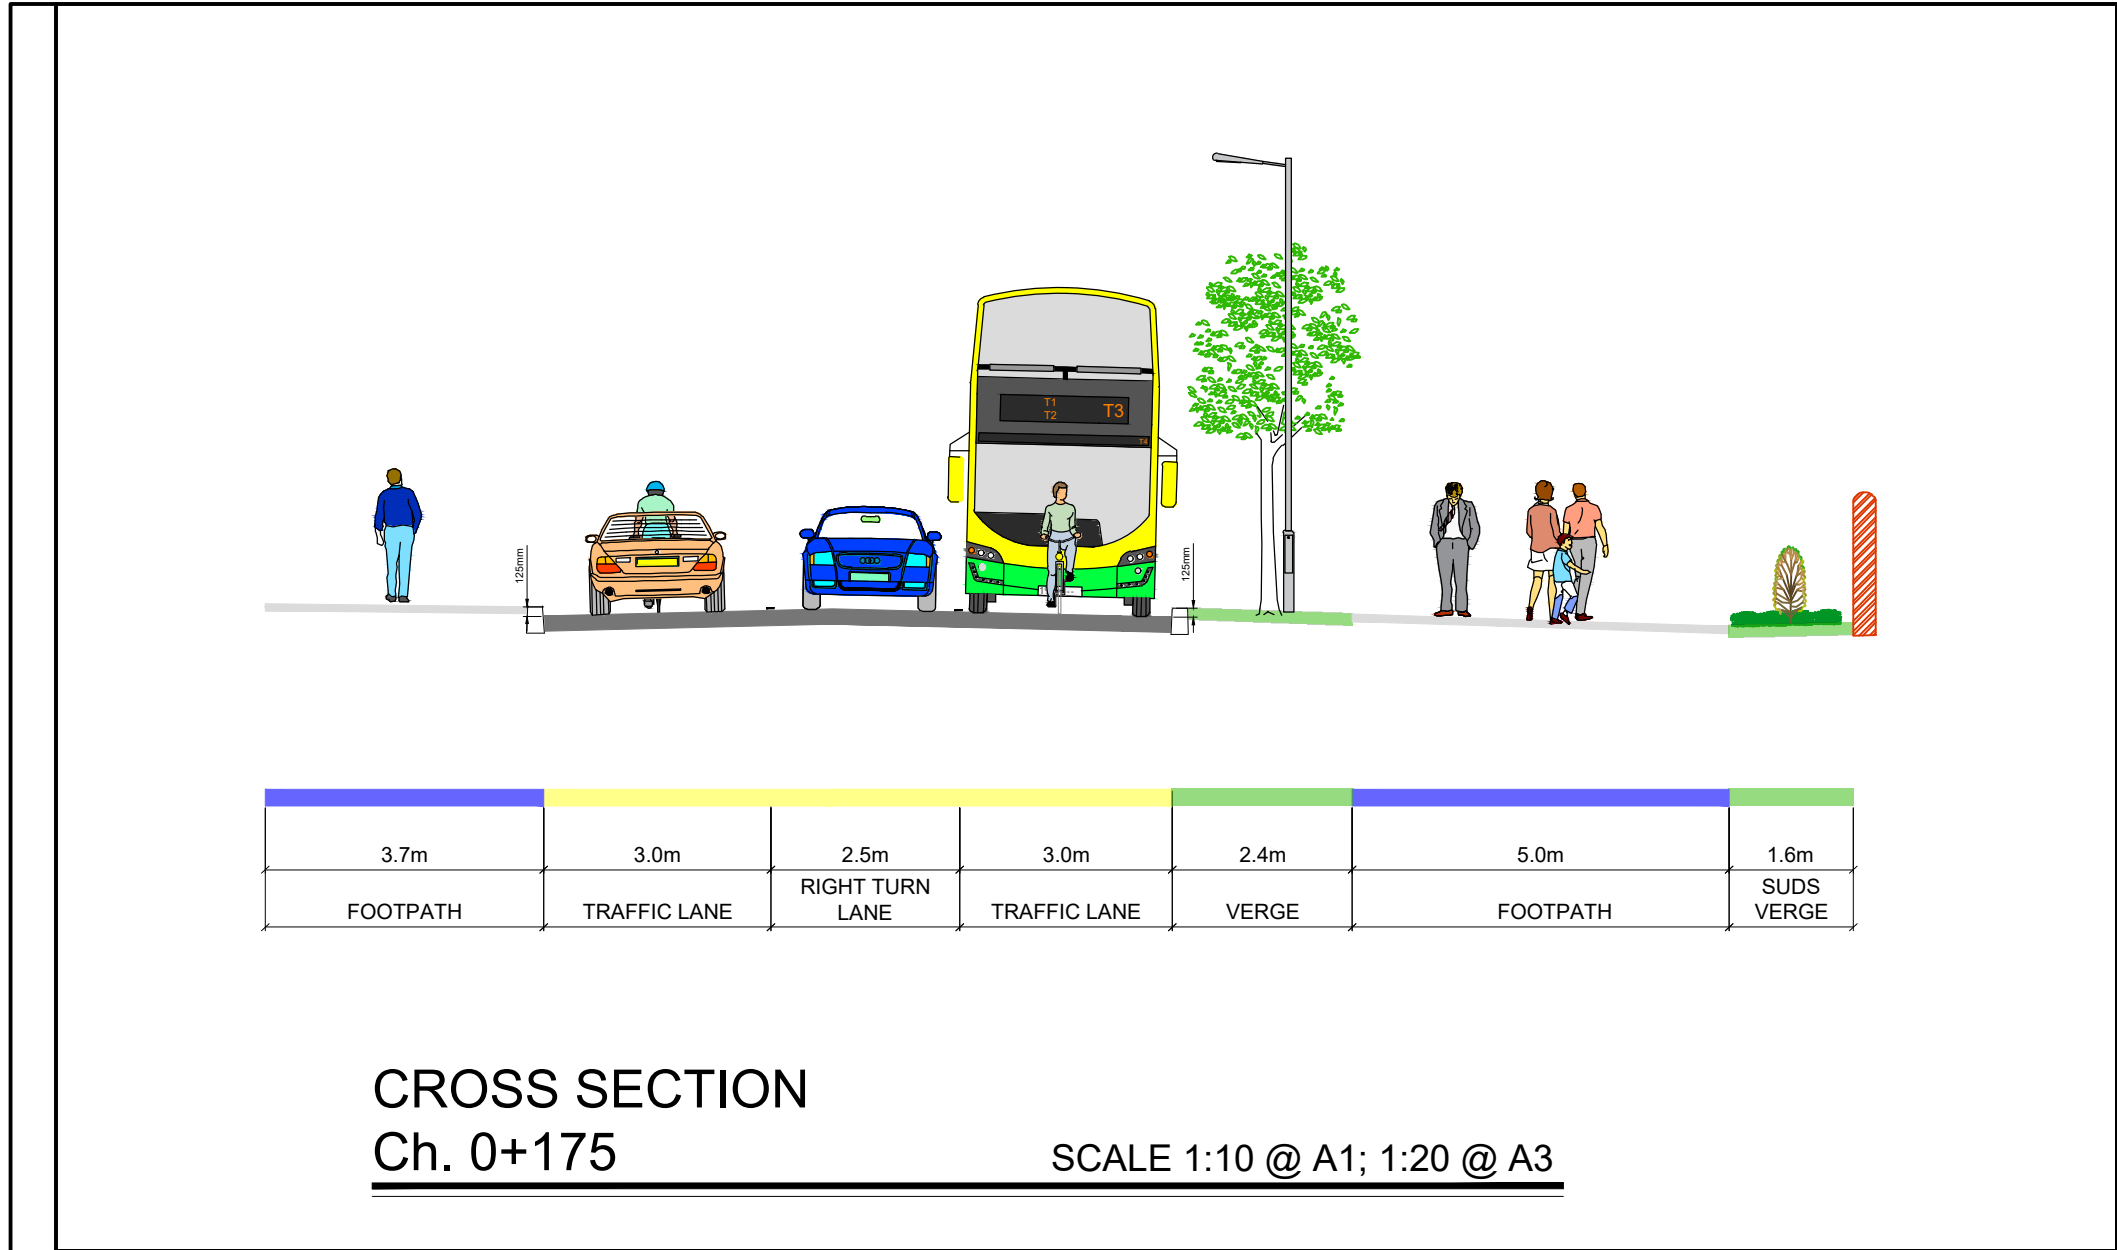 T1
T2
T3
T4
125mm
125mm
3.7m
3.0m
2.5m
3.0m
2.4m
5.0m
1.6m
FOOTPATH
TRAFFIC LANE
RIGHT TURN
LANE
TRAFFIC LANE
VERGE
FOOTPATH
SUDS
VERGE
CROSS SECTION
Ch. 0+175
SCALE 1:10 @ A1; 1:20 @ A3